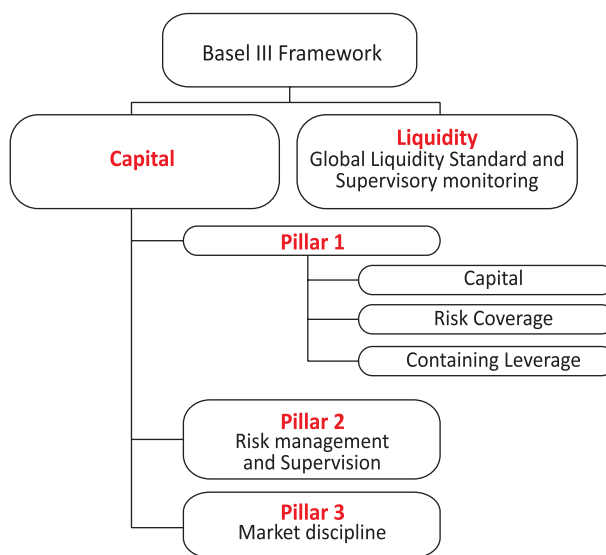 Basel III Framework
Capital
Liquidity
Global Liquidity Standard and
Supervisory monitoring
Pillar 1
Capital
Risk Coverage
Containing Leverage
Pillar 2
Risk management
and Supervision
Pillar 3
Market discipline